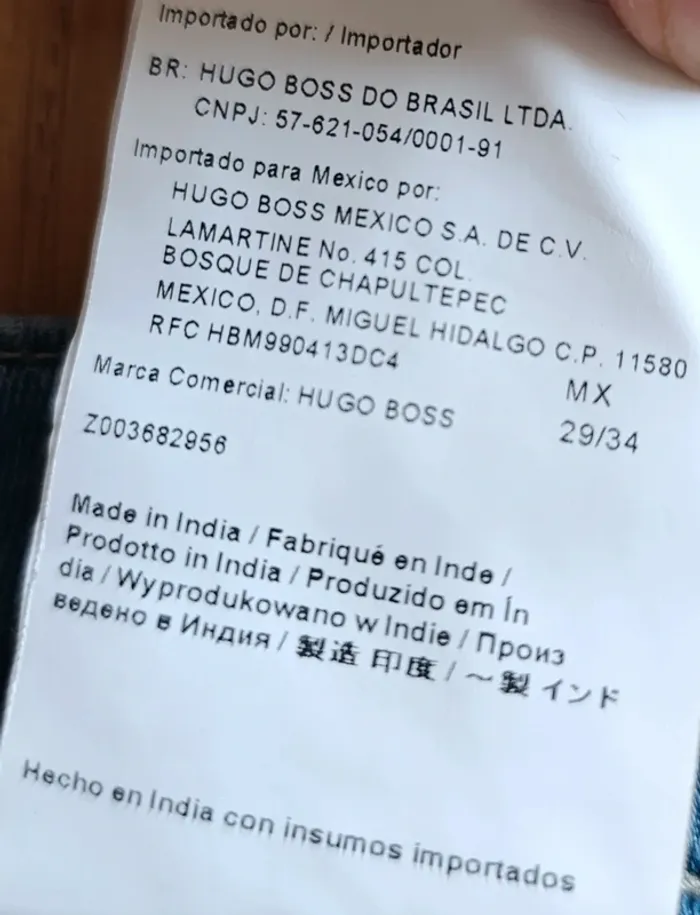 Importado por: / Importador
BR: HUGO BOSS DO BRASIL LTDA.
CNPJ: 57-621-054/0001-91
Importado para Mexico por:
HUGO BOSS MEXICO S.A. DE C.V.
LAMARTINE No. 415 COL.
BOSQUE DE CHAPULTEPEC
MEXICO, D.F. MIGUEL HIDALGO C.P. 11580
RFC HBM990413DC4
MX
Marca Comercial: HUGO BOSS
29/34
Z003682956
Made in India / Fabriqué en Inde /
Prodotto in India / Produzido em Ín
dia / Wyprodukowano w Indie / Произ
ведено в Индия / 製造 印度 / ～製 インド
Hecho en India con insumos importados